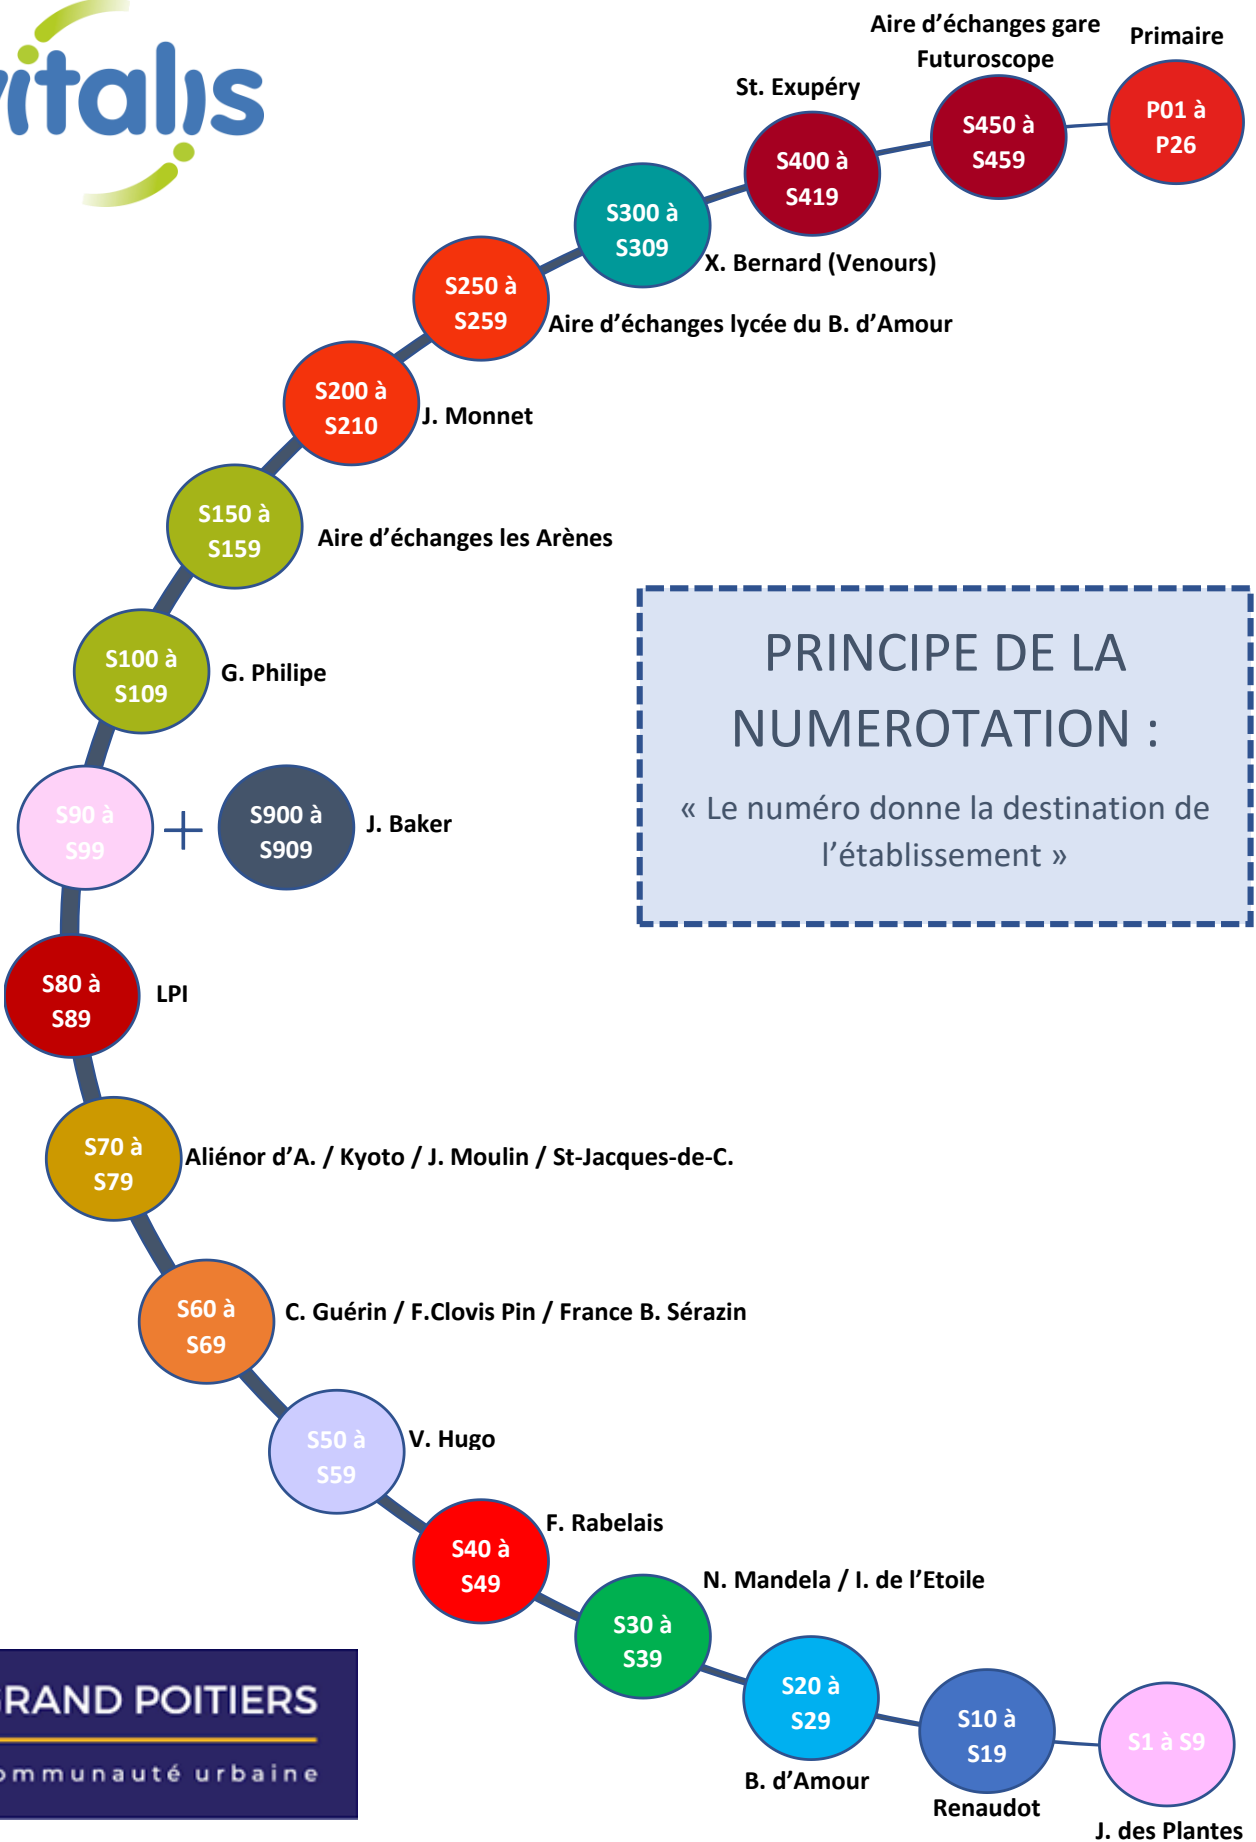 vitalis
Aire d’échanges gare
Futuroscope
Primaire
P01 à
P26
S450 à
S459
St. Exupéry
S400 à
S419
S300 à
S309
X. Bernard (Venours)
S250 à
S259
Aire d’échanges lycée du B. d’Amour
S200 à
S210
J. Monnet
S150 à
S159
Aire d’échanges les Arènes
S100 à
S109
G. Philipe
PRINCIPE DE LA
NUMEROTATION :
« Le numéro donne la destination de
l’établissement »
S90 à
S99
+
S900 à
S909
J. Baker
S80 à
S89
LPI
S70 à
S79
Aliénor d’A. / Kyoto / J. Moulin / St-Jacques-de-C.
S60 à
S69
C. Guérin / F.Clovis Pin / France B. Sérazin
S50 à
S59
V. Hugo
S40 à
S49
F. Rabelais
S30 à
S39
N. Mandela / I. de l’Etoile
S20 à
S29
B. d’Amour
S10 à
S19
Renaudot
S1 à S9
J. des Plantes
GRAND POITIERS
ommunauté urbaine